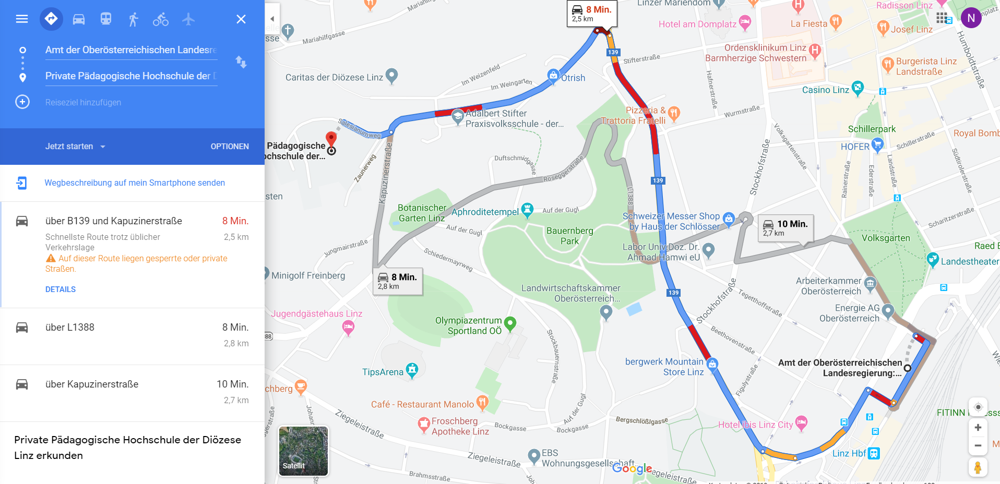 Amt der Oberösterreichischen Landesre
Private Pädagogische Hochschule der D
Reiseziel hinzufügen
Jetzt starten
OPTIONEN
Wegbeschreibung auf mein Smartphone senden
über B139 und Kapuzinerstraße
8 Min.
Schnellste Route trotz üblicher
2,5 km
Verkehrslage
Auf dieser Route liegen gesperrte oder private
Straßen.
DETAILS
über L1388
8 Min.
2,8 km
über Kapuzinerstraße
10 Min.
2,7 km
Private Pädagogische Hochschule der Diözese
Linz erkunden
8 Min.
2,5 km
Linzer Mariendom
Radisson Linz
N
Hotel am Domplatz
La Fiesta
Josef Linz
Mariahilfgasse
Ordensklinikum Linz
Barmherzige Schwestern
Humboldtstraße
139
Stifterstraße
Burgerista Linz
Landstraße
Caritas der Diözese Linz
Im Weizenfeld
Im Weingarten
Otrish
Hafnerstraße
Casino Linz
Adalbert Stifter
Praxisvolksschule - der...
Pizzeria &
Trattoria Fratelli
Wurmstraße
Salesianumweg
Volksgartenstraße
Schillerpark
Schillerstraße
Royal Bomb
HOFER
Pädagogische
ochschule der...
Zaunerweg
Kapuzinerstraße
Duftschmidgasse
Roseggerstraße
139
Stockhofstraße
Rainerstraße
Ederstraße
Landstraße
Südtirolerstraße
sten
L1388
Botanischer
Garten Linz
Aphroditetempel
Auf der Gugl
Auf der Gugl
Schweizer Messer Shop
by Haus der Schlösser
10 Min.
2,7 km
Scharitzerstraße
Bauernberg
Park
Volksgarten
Raed B
Jungmairstraße
Schiedermayrweg
Labor Univ.Doz. Dr.
Ahmad Hamwi eU
Landestheater
Minigolf Freinberg
8 Min.
2,8 km
Landwirtschaftskammer
Oberösterreich...
139
Arbeiterkammer
Oberösterreich
Tegetthoffstraße
Energie AG
Oberösterreich
Jugendgästehaus Linz
Olympiazentrum
Sportland OÖ
Stockhofstraße
Beethovenstraße
88
Stockbauernstraße
bergwerk Mountain
Store Linz
Amt der Oberösterreichischen
Landesregierung:...
TipsArena
Figulystraße
chberg
Café - Restaurant Manolo
Auf der Gugl
Ziegeleistraße
Froschberg
Apotheke Linz
Bockgasse
Bockgasse
Bergschlößlgasse
Hotel ibis Linz City
FITINN
Linz Hbf
EBS
Wohnungsgesellschaft...
Ziegeleistraße
Google
Satellit
Brahmsstraße